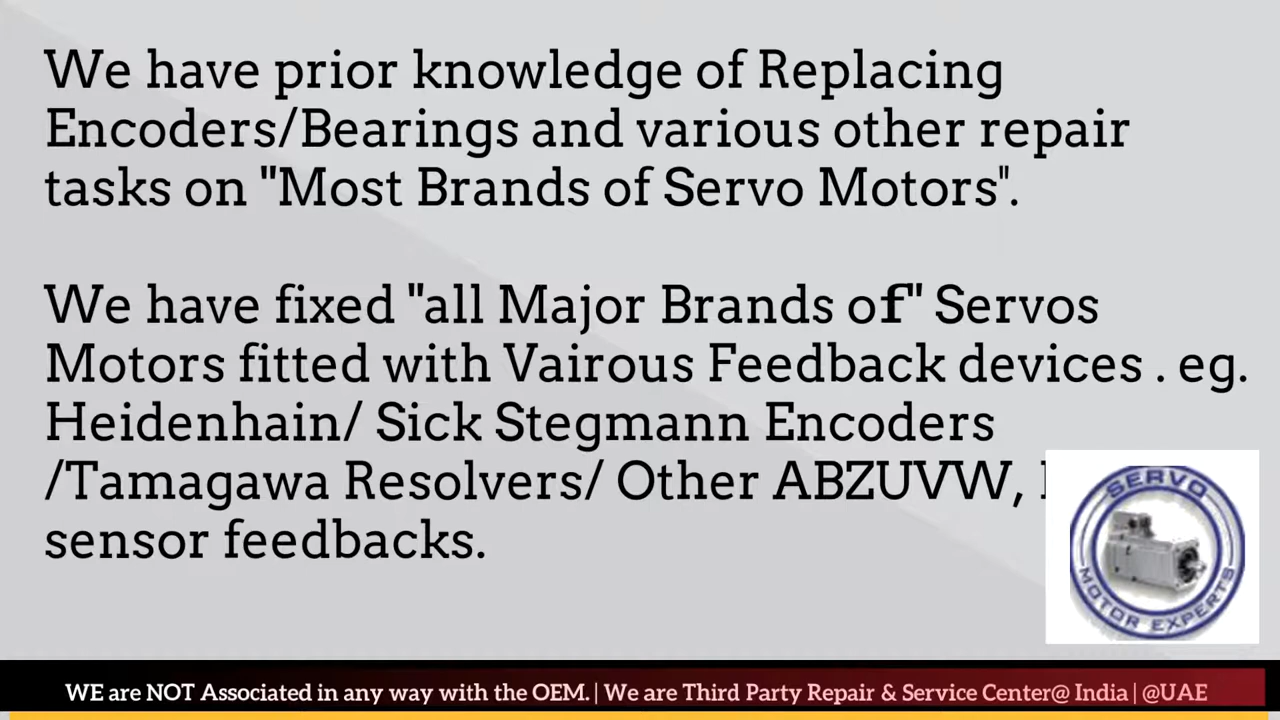 We have prior knowledge of Replacing
Encoders/Bearings and various other repair
tasks on "Most Brands of Servo Motors".
We have fixed "all Major Brands of" Servos
Motors fitted with Vairous Feedback devices . eg.
Heidenhain/ Sick Stegmann Encoders
/Tamagawa Resolvers/ Other ABZUVW,
sensor feedbacks.
SERVO
MOTOR EXPERTS
WE are NOT Associated in any way with the OEM. | We are Third Party Repair & Service Center@ India | @UAE